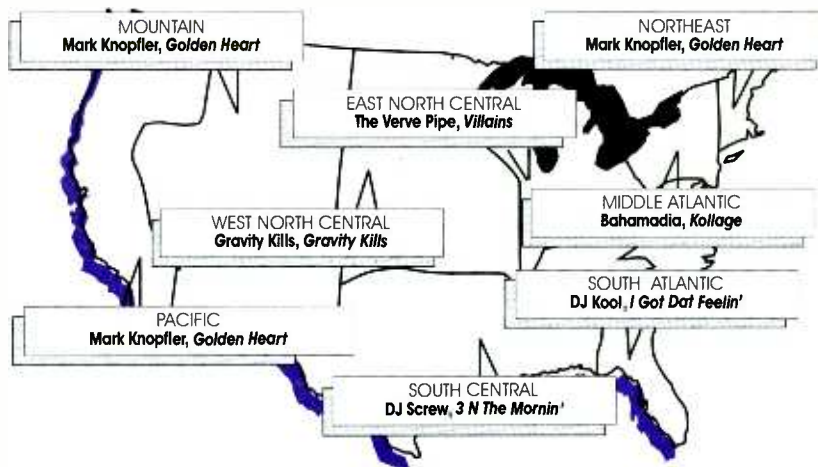 MOUNTAIN
Mark Knopfler, Golden Heart
NORTHEAST
Mark Knopfler, Golden Heart
EAST NORTH CENTRAL
The Verve Pipe, Villains
MIDDLE ATLANTIC
Bahamadia, Kollage
WEST NORTH CENTRAL
Gravity Kills, Gravity Kills
SOUTH ATLANTIC
DJ Kool, I Got Dat Feelin'
PACIFIC
Mark Knopfler, Golden Heart
SOUTH CENTRAL
DJ Screw, 3 N The Mornin'